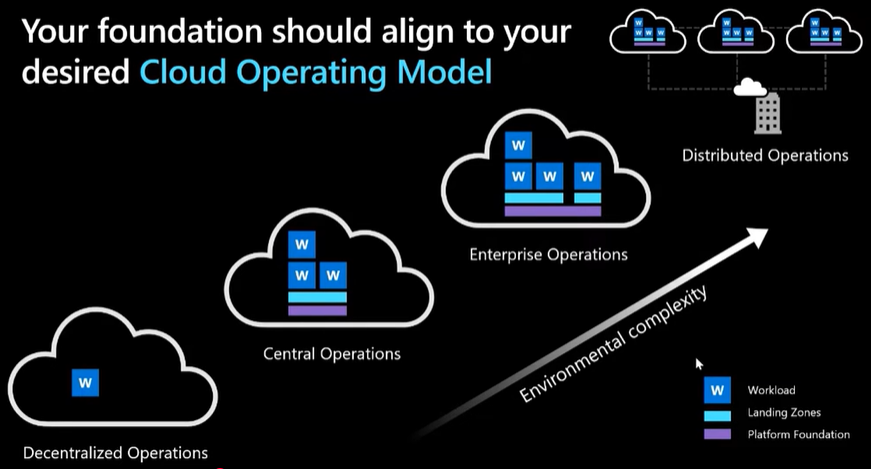 Your foundation should align to your
desired Cloud Operating Model
W
W W W
W
W W W
W
W W W
Distributed Operations
W
W W W
Enterprise Operations
W
W W
Central Operations
W
Decentralized Operations
Environmental complexity
W Workload
Landing Zones
Platform Foundation